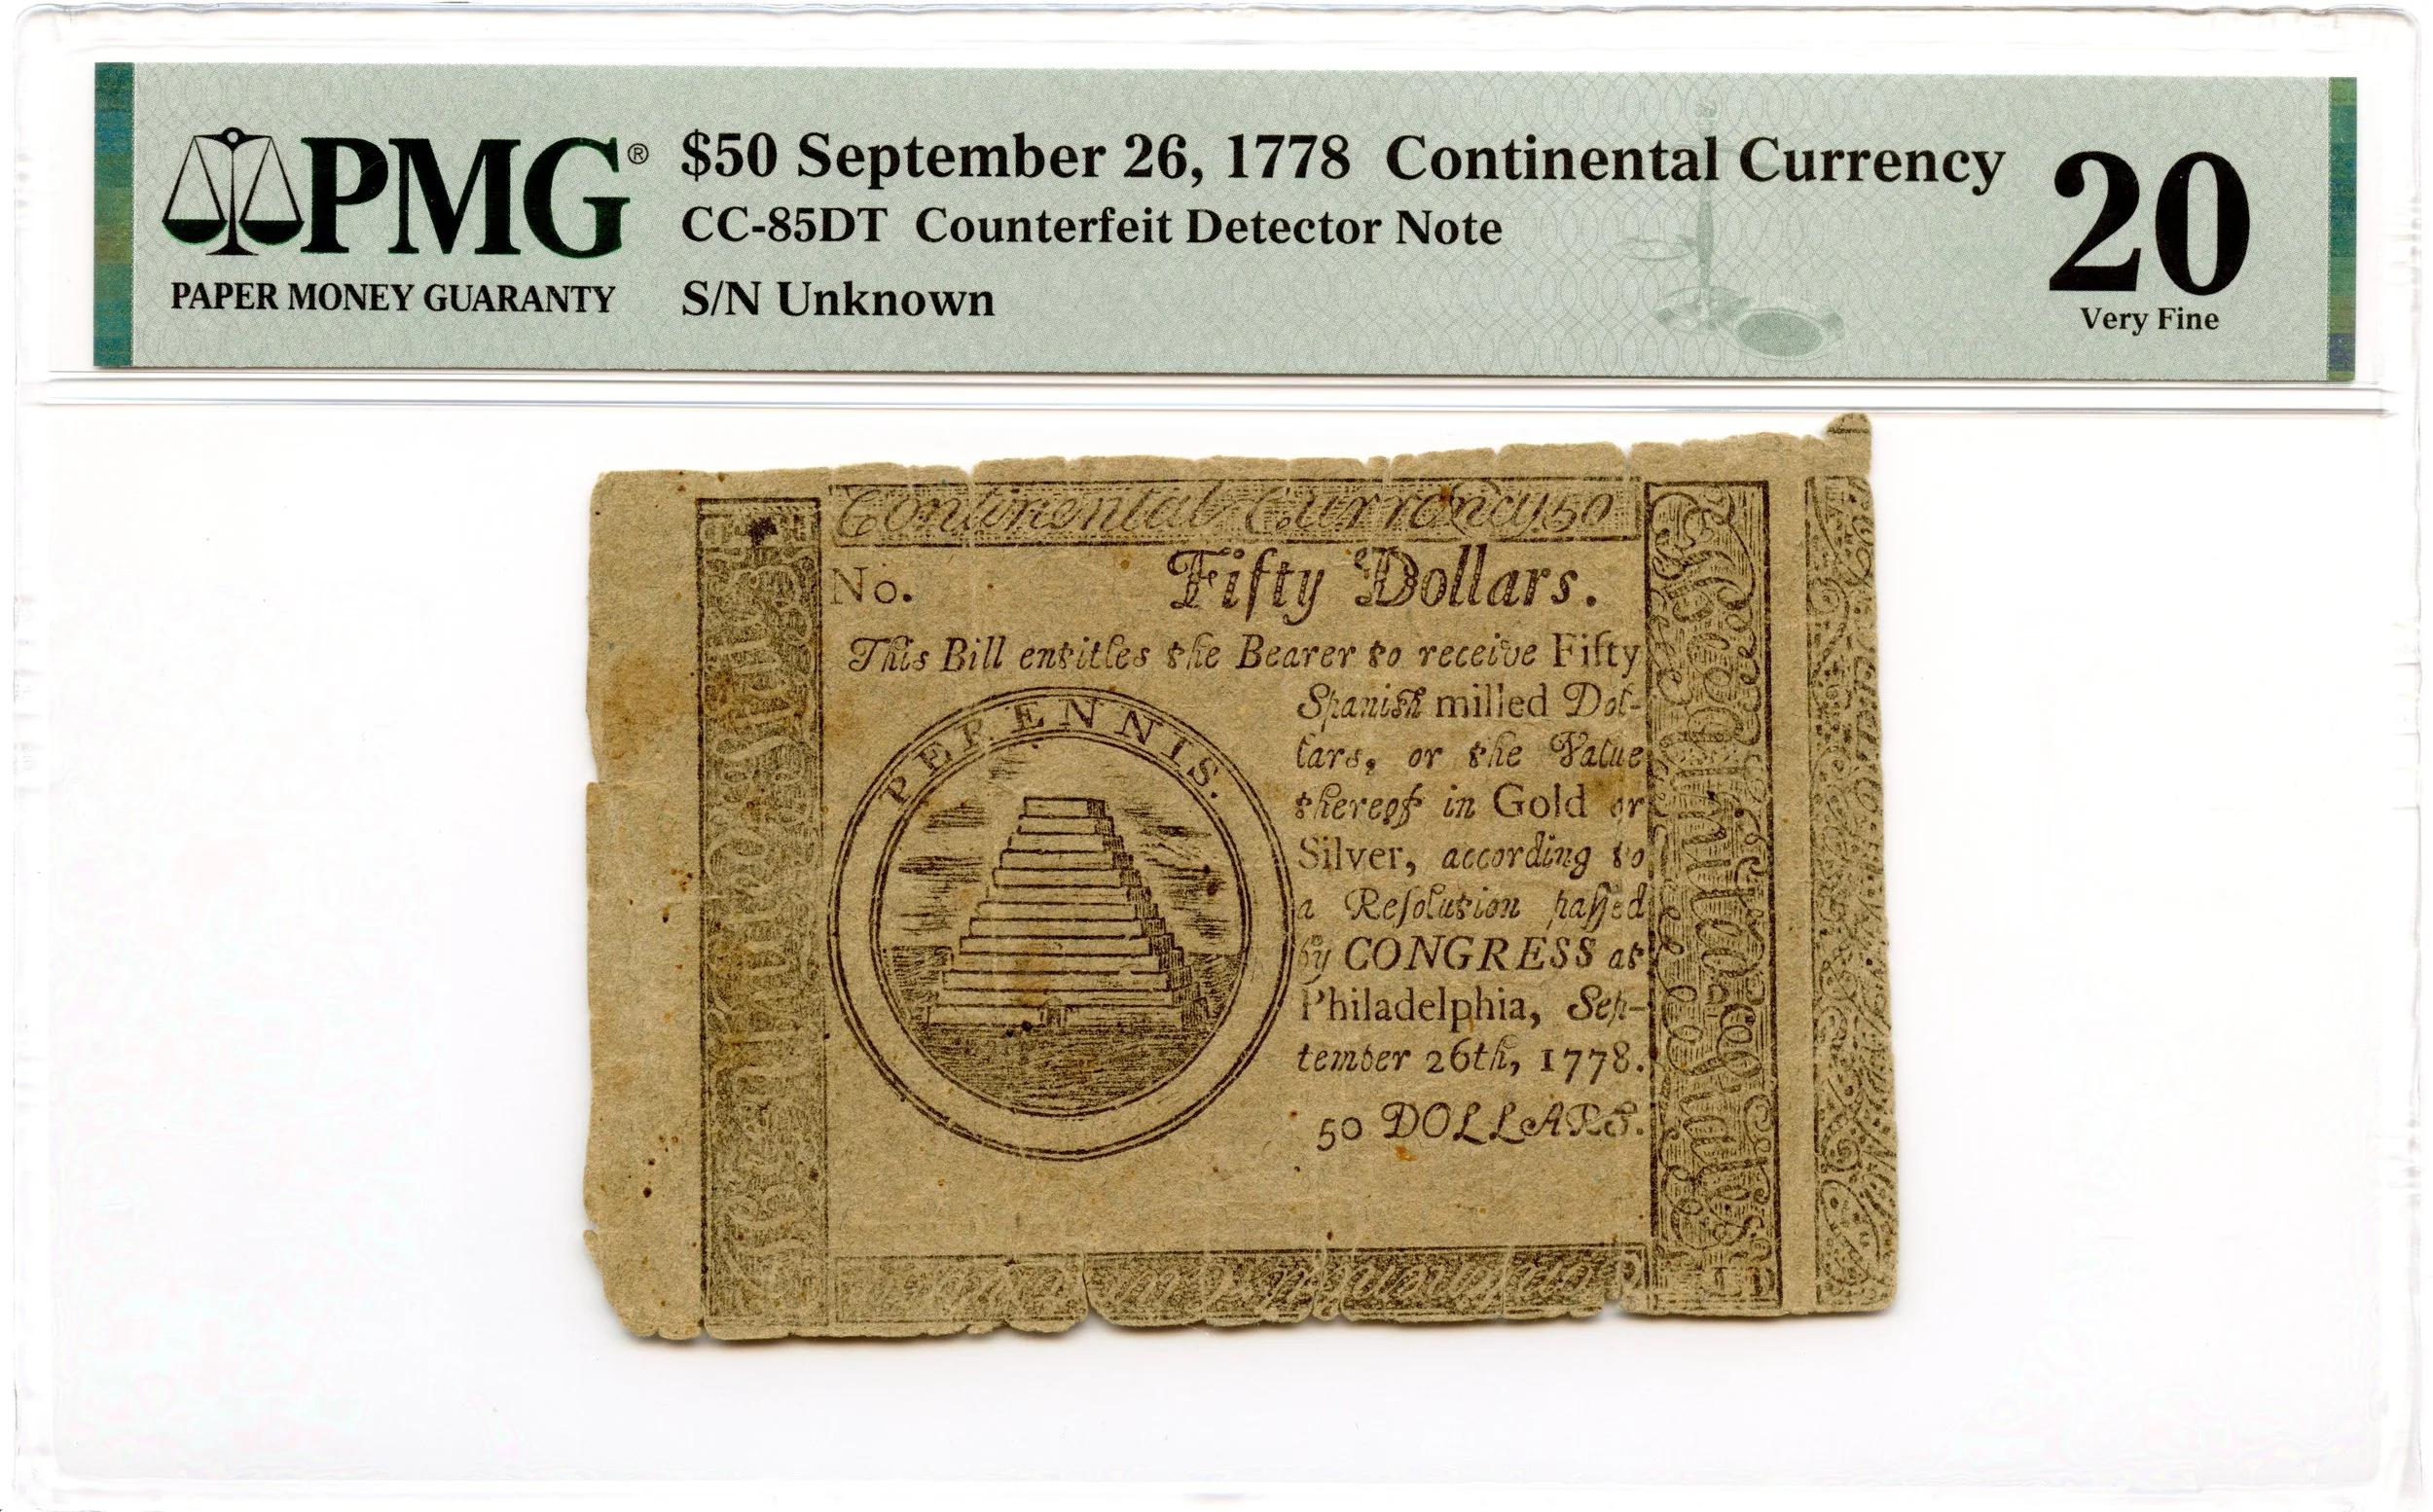 PMG®
PAPER MONEY GUARANTY
$50 September 26, 1778 Continental Currency
CC-85DT Counterfeit Detector Note
S/N Unknown
20
Very Fine
Continental Currency 50
No. Fifty Dollars.
This Bill entitles the Bearer to receive Fifty
Spanish milled Dol-
lars, or the Value
thereof in Gold or
Silver, according to
a Reſolution paſſed
by CONGRESS at
Philadelphia, Sep-
tember 26th, 1778.
50 DOLLARS.
PERENNIS.